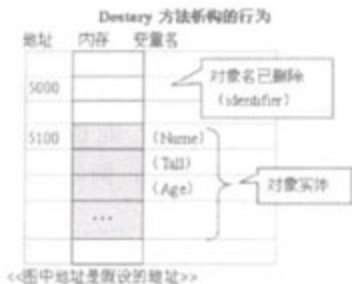 Destory 方法析构的行为
地址 内存 变量名
对象名已删除
5000
(identifier)
5100 (Name)
(Tall)
(Age) 对象实体
...
<<图中地址是假设的地址>>